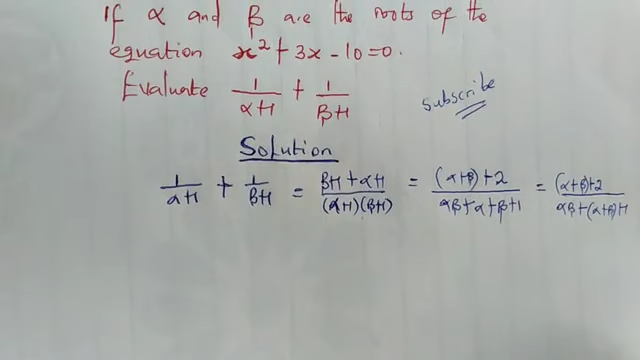 If α and β are the roots of the
equation x² + 3x - 10 = 0.
Evaluate 1/(α+1) + 1/(β+1)
subscribe
Solution
1/(α+1) + 1/(β+1) = (β+1+α+1)/((α+1)(β+1)) = ((α+β)+2)/(αβ+α+β+1) = ((α+β)+2)/(αβ+(α+β)+1)